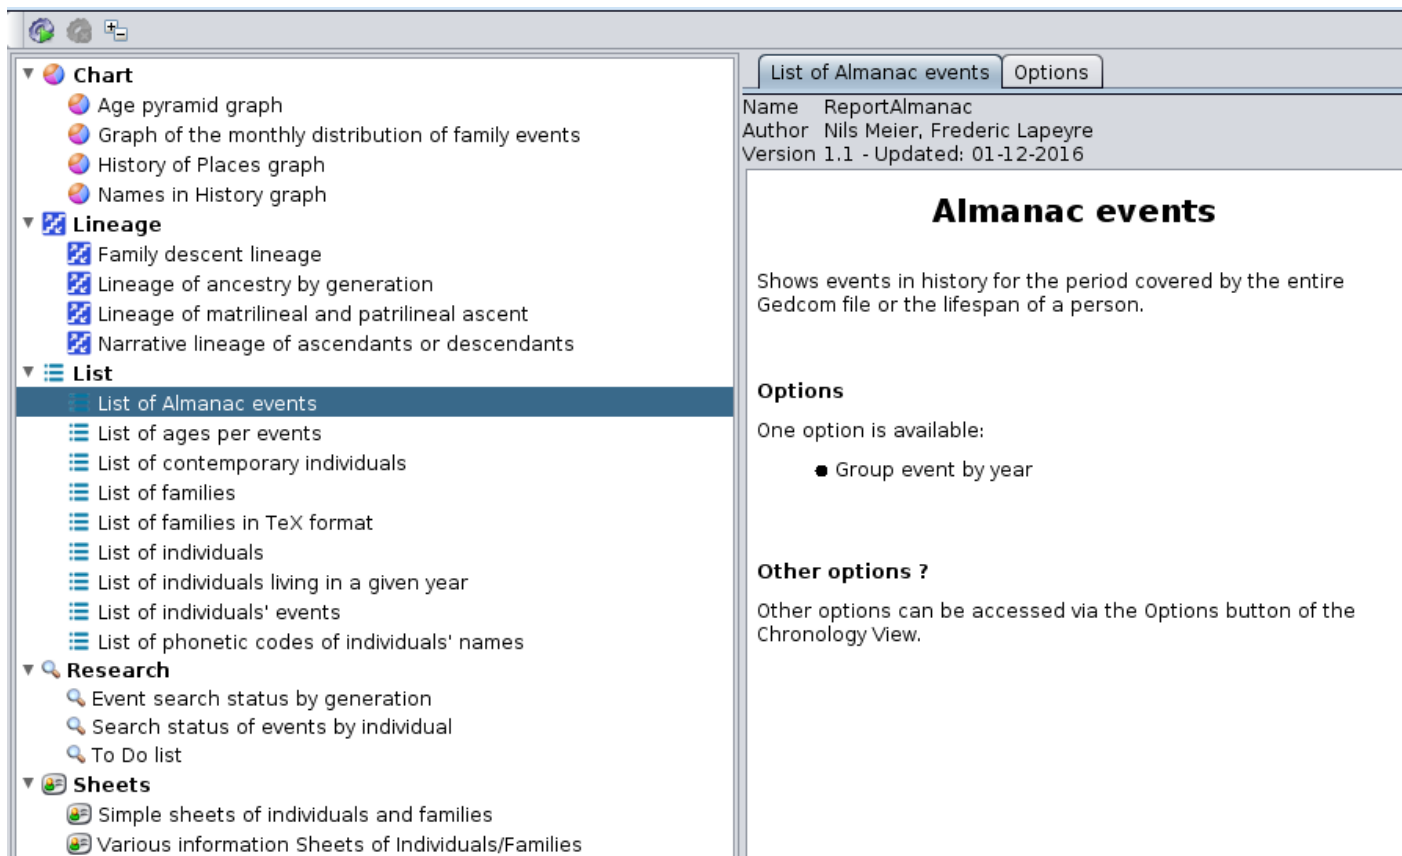 Chart
Age pyramid graph
Graph of the monthly distribution of family events
History of Places graph
Names in History graph
Lineage
Family descent lineage
Lineage of ancestry by generation
Lineage of matrilineal and patrilineal ascent
Narrative lineage of ascendants or descendants
List
List of Almanac events
List of ages per events
List of contemporary individuals
List of families
List of families in TeX format
List of individuals
List of individuals living in a given year
List of individuals' events
List of phonetic codes of individuals' names
Research
Event search status by generation
Search status of events by individual
To Do list
Sheets
Simple sheets of individuals and families
Various information Sheets of Individuals/Families
List of Almanac events Options
Name ReportAlmanac
Author Nils Meier, Frederic Lapeyre
Version 1.1 - Updated: 01-12-2016
Almanac events
Shows events in history for the period covered by the entire
Gedcom file or the lifespan of a person.
Options
One option is available:
● Group event by year
Other options ?
Other options can be accessed via the Options button of the
Chronology View.